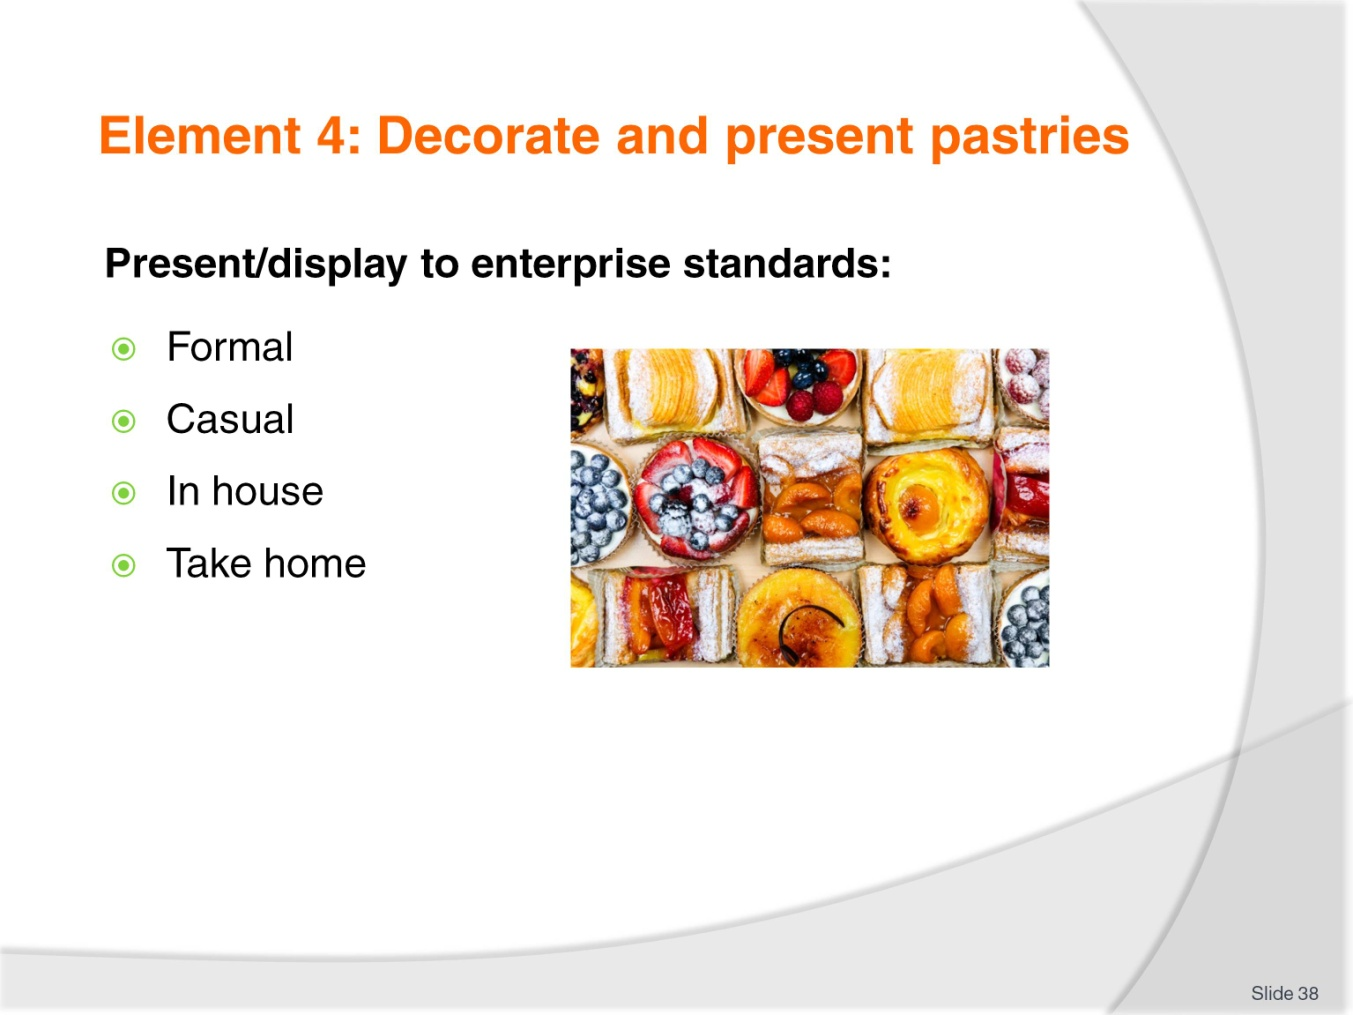 Element 4: Decorate and present pastries
Present/display to enterprise standards:
Formal
Casual
In house
Take home
Slide 38